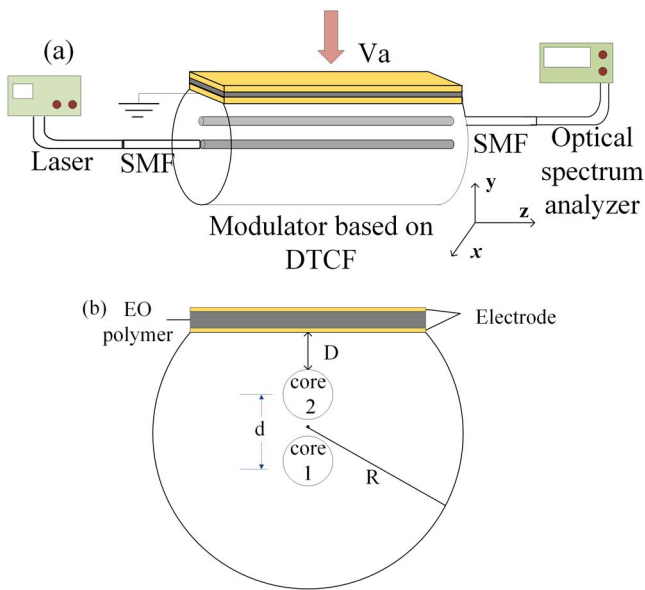 (a)
Va
Laser
SMF
SMF
Optical
spectrum
analyzer
Modulator based on
DTCF
y
z
x
(b)
EO
polymer
Electrode
D
core
2
d
core
1
R